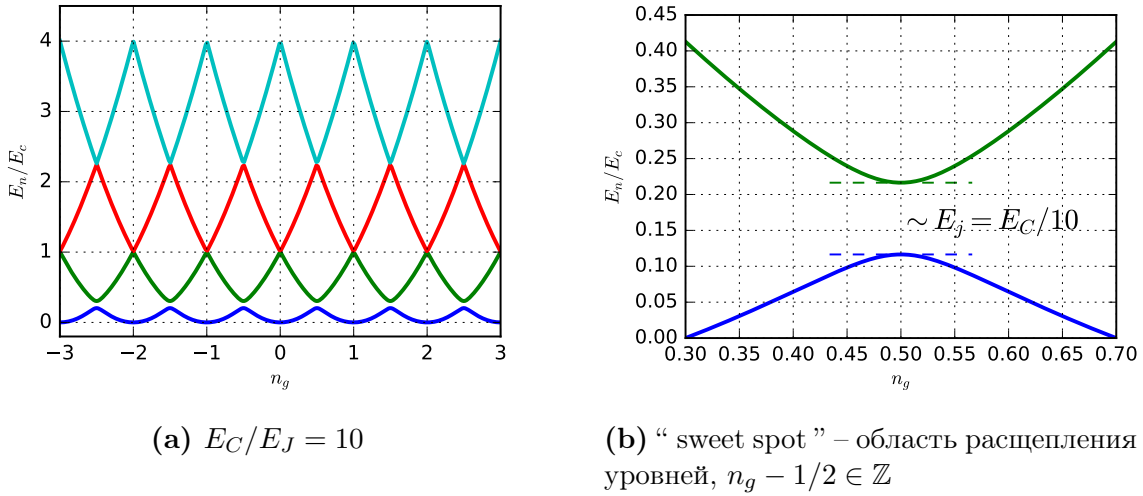 4
3
2
1
0
E_n/E_c
−3 −2 −1 0 1 2 3
n_g
(a) E_C/E_J = 10
0.45
0.40
0.35
0.30
0.25
0.20
0.15
0.10
0.05
0.00
E_n/E_c
∼ E_j = E_C/10
0.30 0.35 0.40 0.45 0.50 0.55 0.60 0.65 0.70
n_g
(b) “ sweet spot ” – область расщепления
уровней, n_g − 1/2 ∈ ℤ